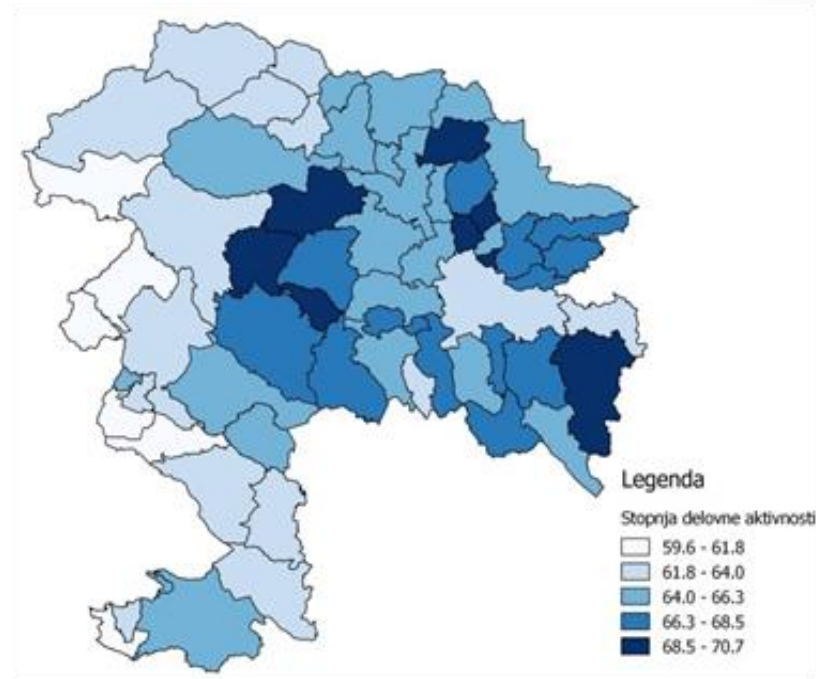 Legenda
Stopnja delovne aktivnosti
59.6 - 61.8
61.8 - 64.0
64.0 - 66.3
66.3 - 68.5
68.5 - 70.7